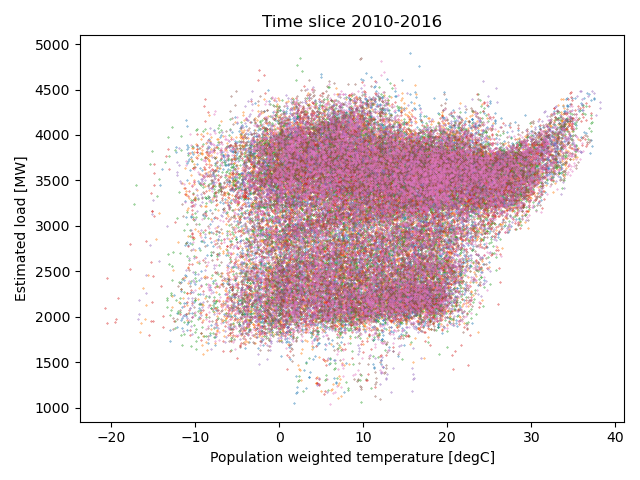 Time slice 2010-2016
Estimated load [MW]
5000
4500
4000
3500
3000
2500
2000
1500
1000
−20 −10 0 10 20 30 40
Population weighted temperature [degC]